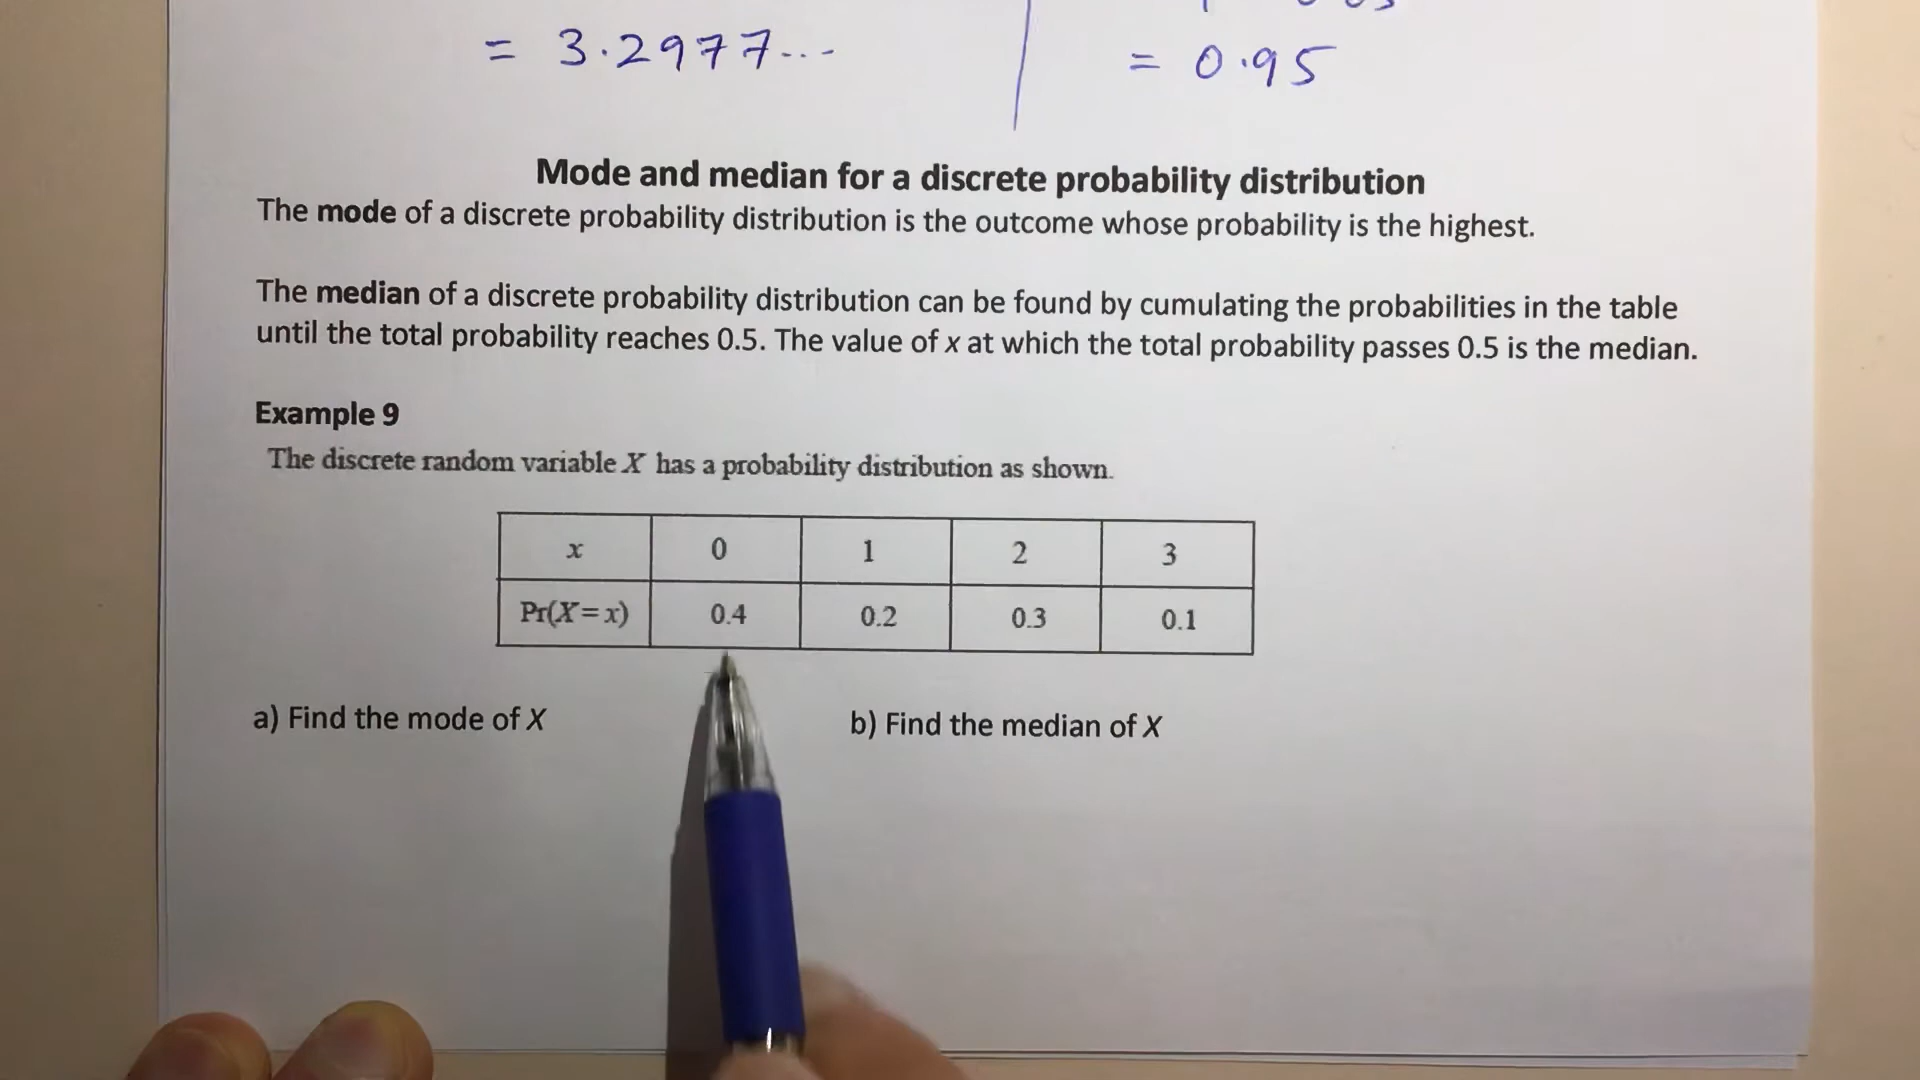 = 3.2977...
= 0.95
Mode and median for a discrete probability distribution
The mode of a discrete probability distribution is the outcome whose probability is the highest.
The median of a discrete probability distribution can be found by cumulating the probabilities in the table
until the total probability reaches 0.5. The value of x at which the total probability passes 0.5 is the median.
Example 9
The discrete random variable X has a probability distribution as shown.
x 0 1 2 3
Pr(X=x) 0.4 0.2 0.3 0.1
a) Find the mode of X b) Find the median of X